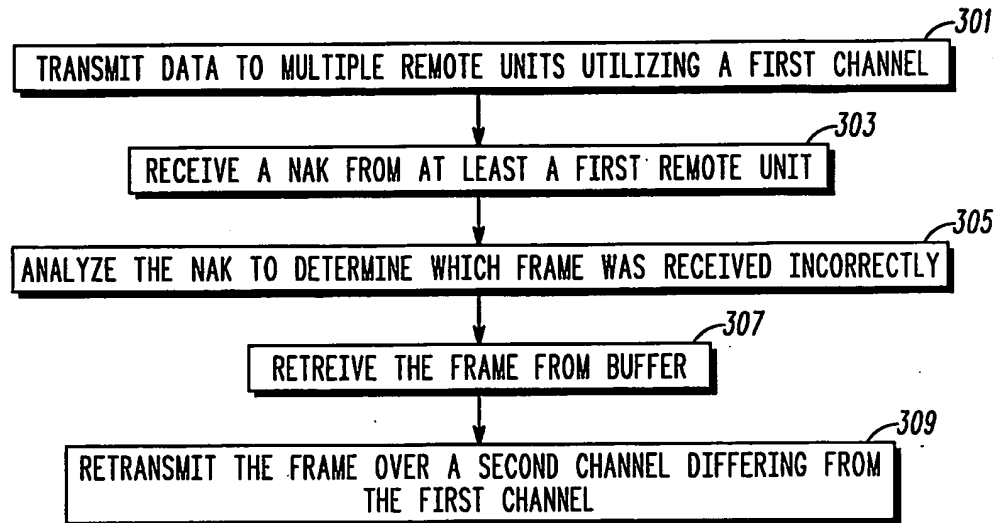 301
TRANSMIT DATA TO MULTIPLE REMOTE UNITS UTILIZING A FIRST CHANNEL
303
RECEIVE A NAK FROM AT LEAST A FIRST REMOTE UNIT
305
ANALYZE THE NAK TO DETERMINE WHICH FRAME WAS RECEIVED INCORRECTLY
307
RETREIVE THE FRAME FROM BUFFER
309
RETRANSMIT THE FRAME OVER A SECOND CHANNEL DIFFERING FROM
THE FIRST CHANNEL